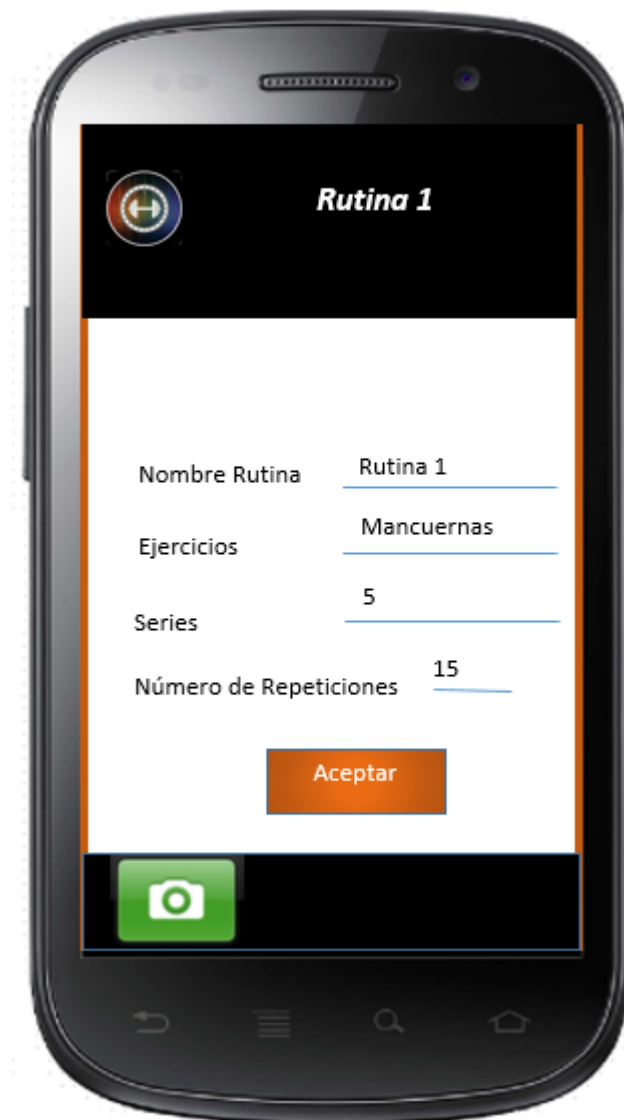 Rutina 1
Nombre Rutina Rutina 1
Ejercicios Mancuernas
Series 5
Número de Repeticiones 15
Aceptar